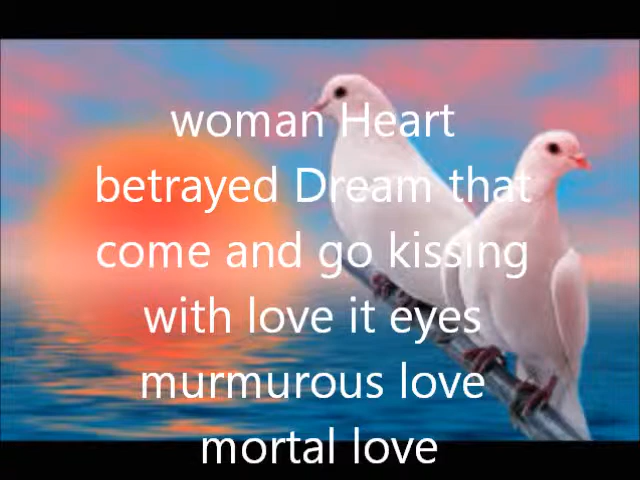 woman Heart
betrayed Dream that
come and go kissing
with love it eyes
murmurous love
mortal love